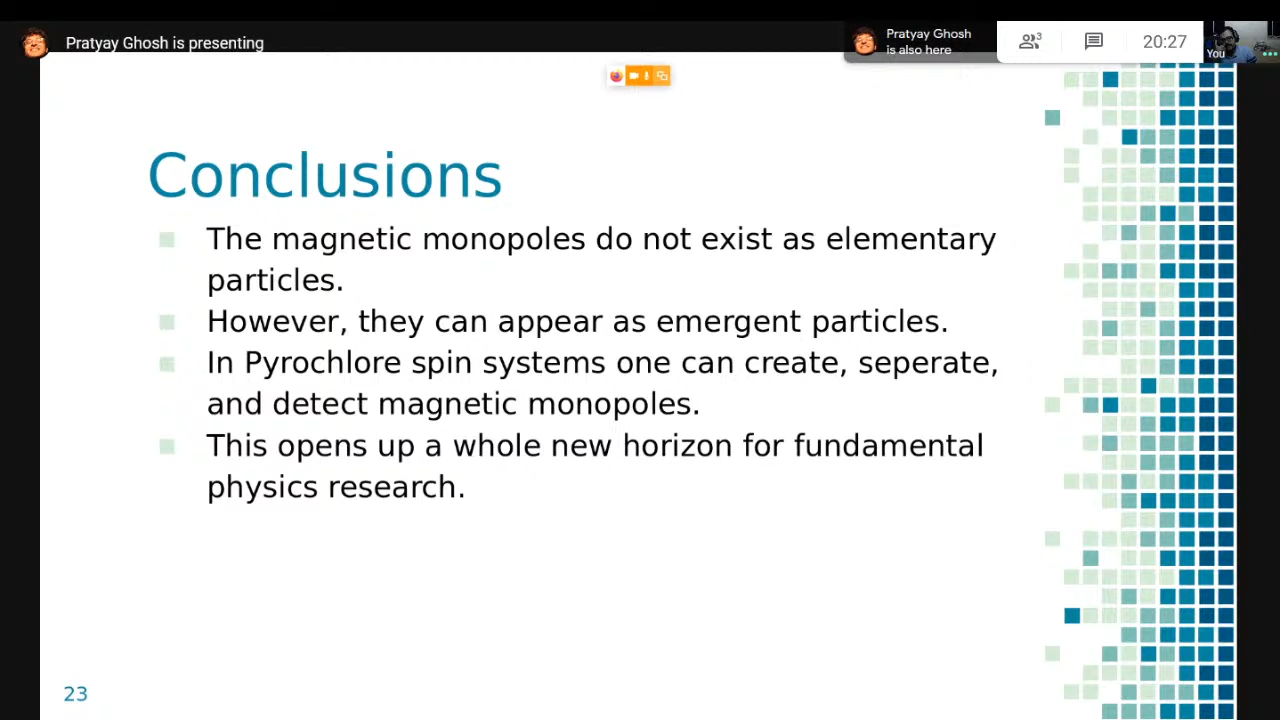 Pratyay Ghosh is presenting
Pratyay Ghosh
is also here
3
20:27
You
Conclusions
The magnetic monopoles do not exist as elementary
particles.
However, they can appear as emergent particles.
In Pyrochlore spin systems one can create, seperate,
and detect magnetic monopoles.
This opens up a whole new horizon for fundamental
physics research.
23